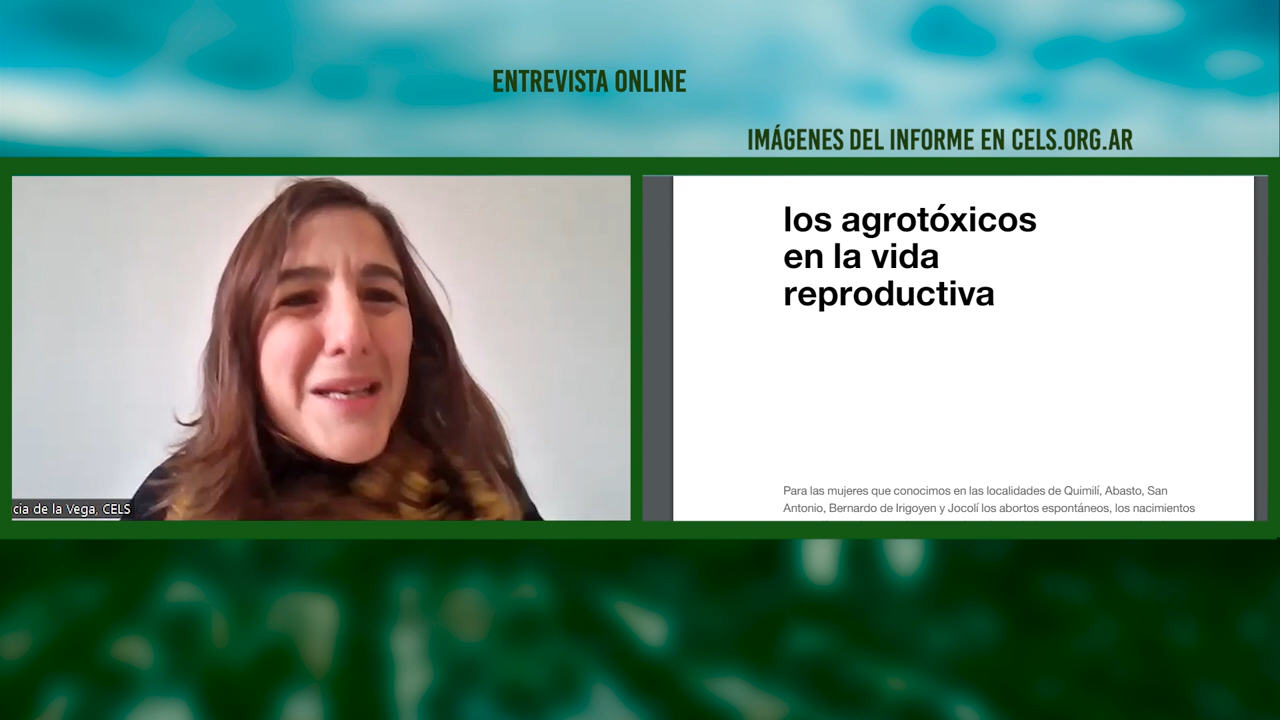 ENTREVISTA ONLINE
IMÁGENES DEL INFORME EN CELS.ORG.AR
los agrotóxicos
en la vida
reproductiva
cía de la Vega, CELS
Para las mujeres que conocimos en las localidades de Quimilí, Abasto, San
Antonio, Bernardo de Irigoyen y Jocolí los abortos espontáneos, los nacimientos